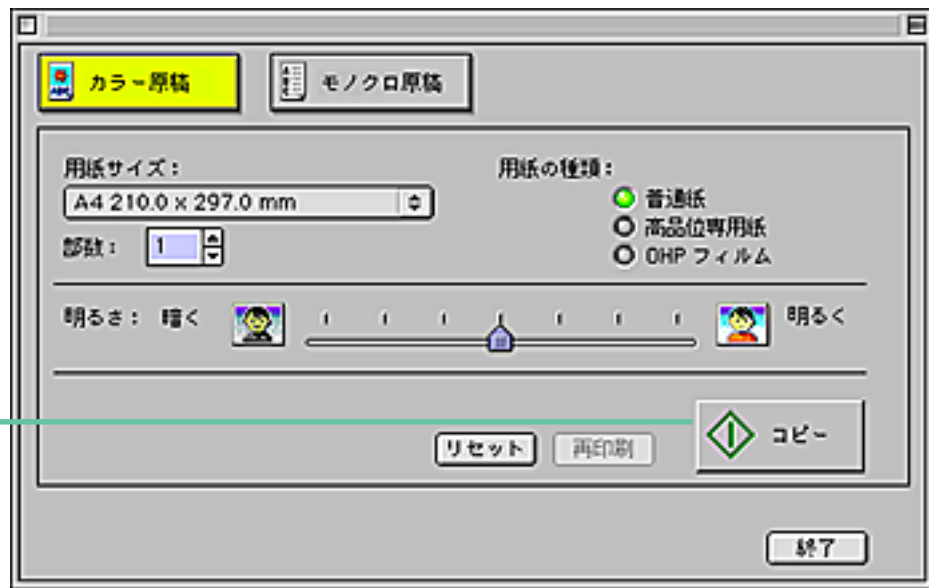 カラー原稿 モノクロ原稿
用紙サイズ: 用紙の種類:
A4 210.0 x 297.0 mm 普通紙
高品位専用紙
部数: 1 OHP フィルム
明るさ: 暗く 明るく
リセット 再印刷 コピー
終了